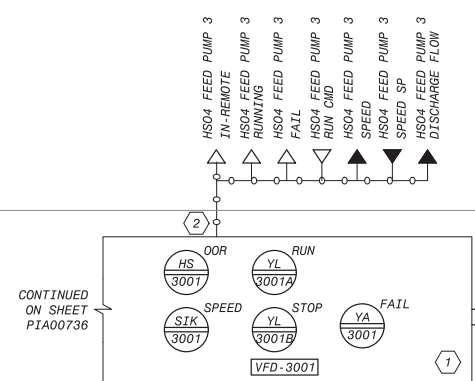 HSO4 FEED PUMP 3
IN-REMOTE
HSO4 FEED PUMP 3
RUNNING
HSO4 FEED PUMP 3
FAIL
HSO4 FEED PUMP 3
RUN CMD
HSO4 FEED PUMP 3
SPEED
HSO4 FEED PUMP 3
SPEED SP
HSO4 FEED PUMP 3
DISCHARGE FLOW
2
OOR
HS
3001
RUN
YL
3001A
CONTINUED
ON SHEET
PIA00736
SPEED
SIK
3001
STOP
YL
3001B
FAIL
YA
3001
VFD-3001
1